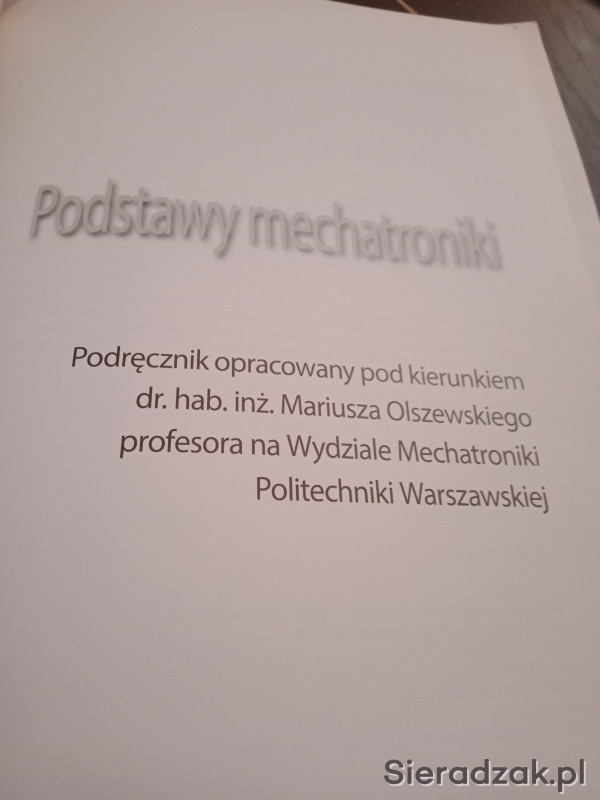 Podstawy mechatroniki
Podręcznik opracowany pod kierunkiem
dr. hab. inż. Mariusza Olszewskiego
profesora na Wydziale Mechatroniki
Politechniki Warszawskiej
Sieradzak.pl